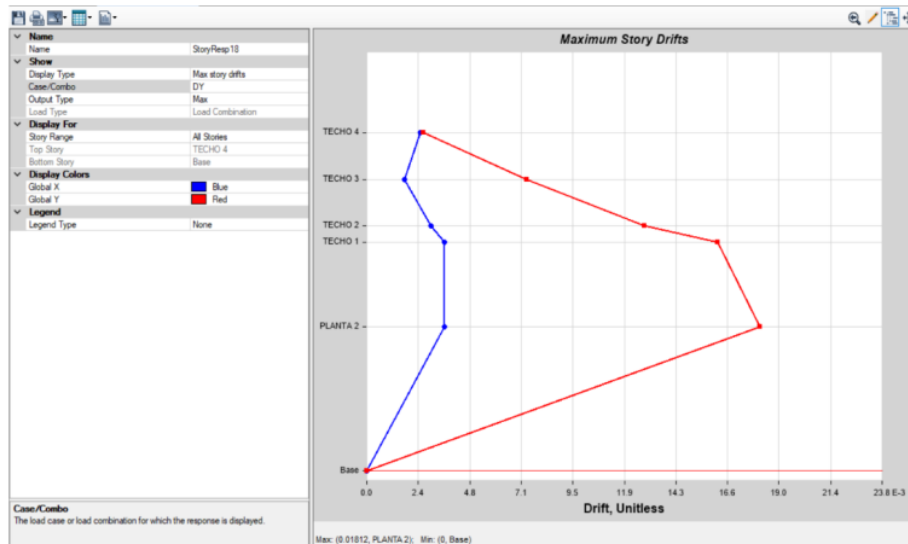 Name
Name StoryResp18
Show
Display Type Max story drifts
Case/Combo DY
Output Type Max
Load Type Load Combination
Display For
Story Range All Stories
Top Story TECHO 4
Bottom Story Base
Display Colors
Global X Blue
Global Y Red
Legend
Legend Type None
Case/Combo
The load case or load combination for which the response is displayed.
Maximum Story Drifts
TECHO 4
TECHO 3
TECHO 2
TECHO 1
PLANTA 2
Base
0.0 2.4 4.8 7.1 9.5 11.9 14.3 16.6 19.0 21.4 23.8 E-3
Drift, Unitless
Max: (0.01812, PLANTA 2); Min: (0, Base)